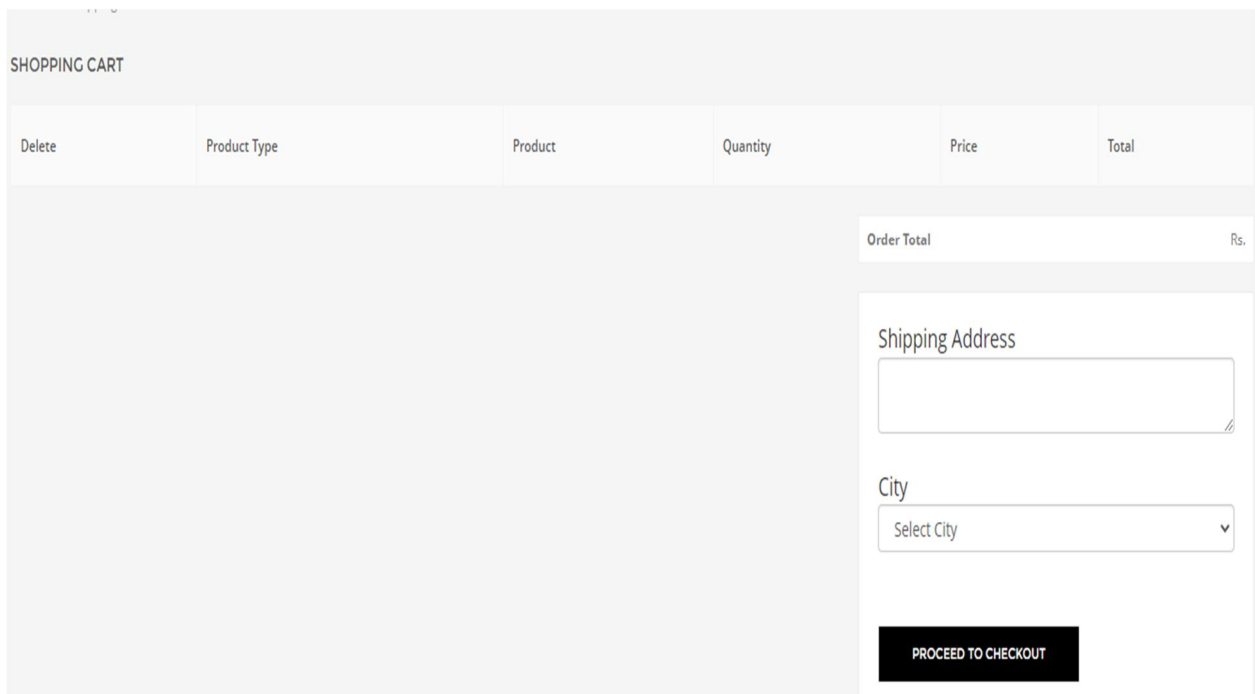 SHOPPING CART
Delete Product Type Product Quantity Price Total
Order Total Rs.
Shipping Address
City
Select City
PROCEED TO CHECKOUT